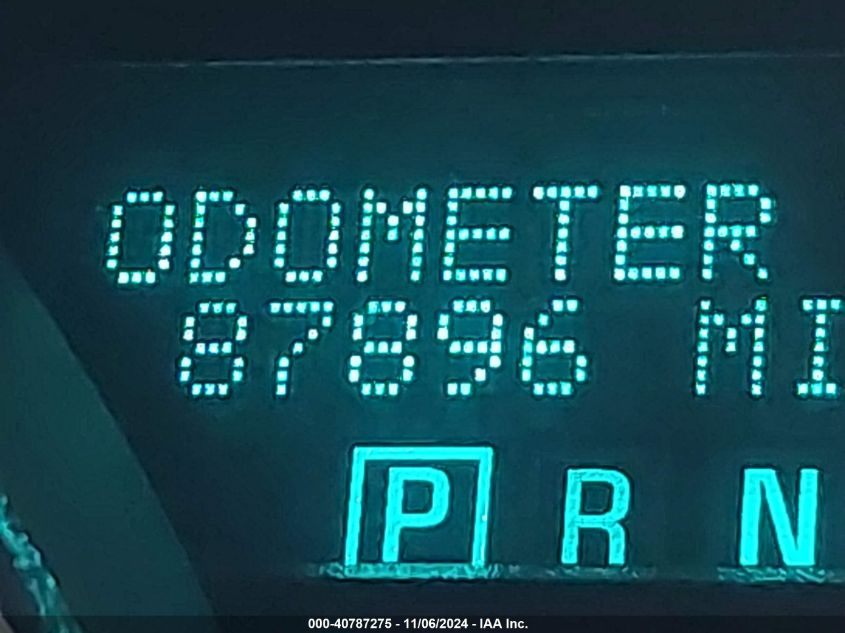 ODOMETER
87896 MI
P R N
000-40787275 - 11/06/2024 - IAA Inc.